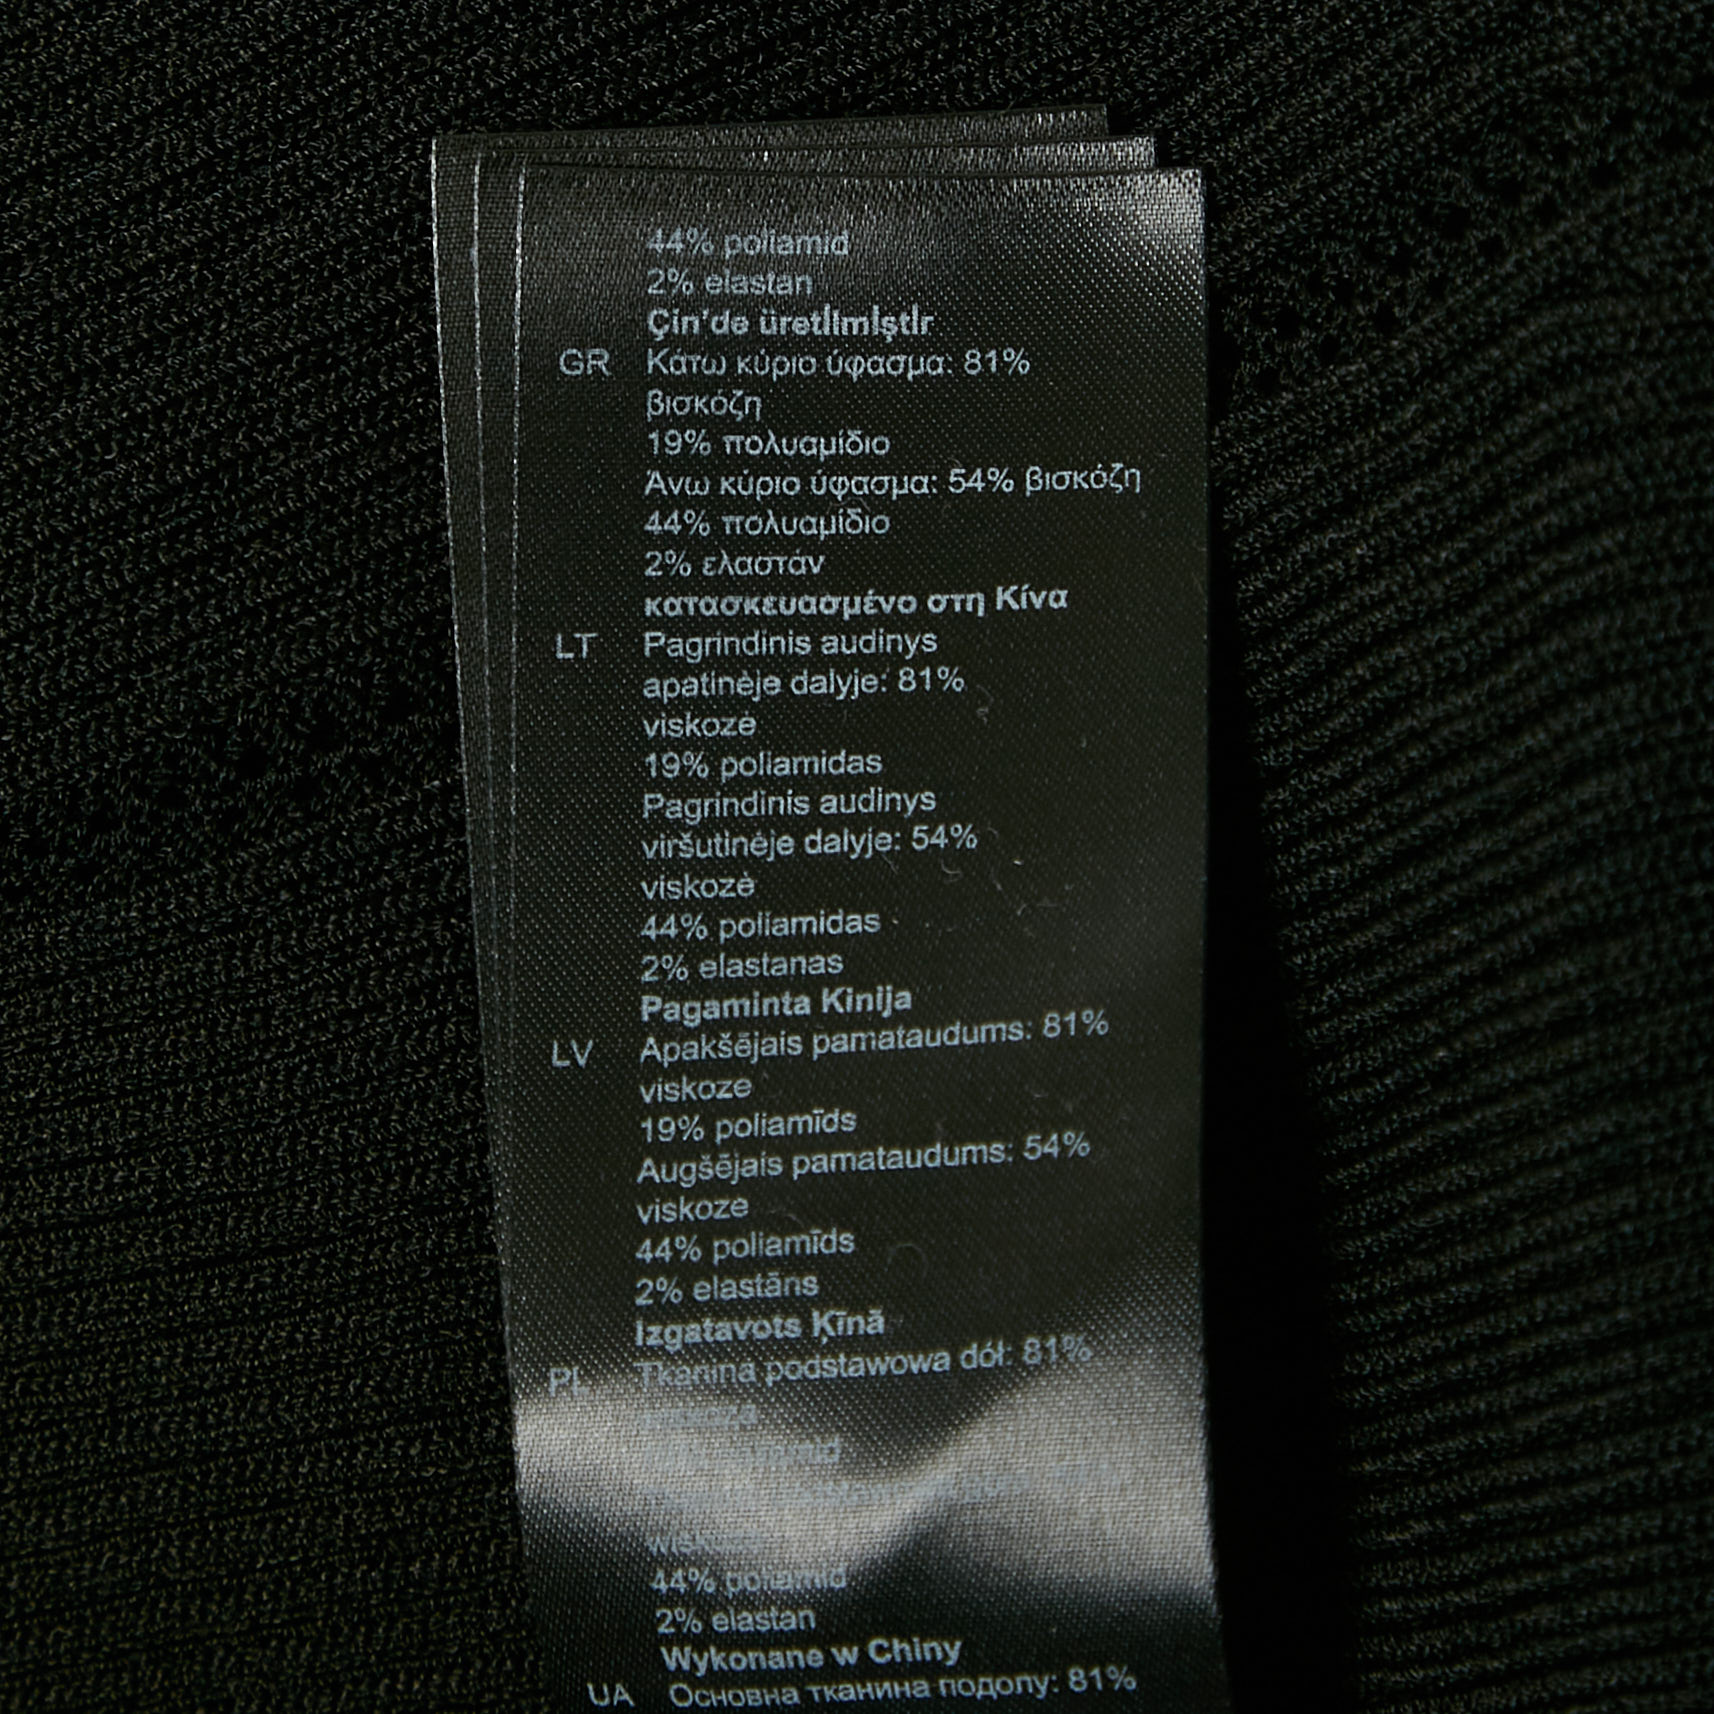 44% poliamid
2% elastan
Çin'de üretilmiştir
GR Κάτω κύριο ύφασμα: 81%
βισκόζη
19% πολυαμίδιο
Άνω κύριο ύφασμα: 54% βισκόζη
44% πολυαμίδιο
2% ελαστάν
κατασκευασμένο στη Κίνα
LT Pagrindinis audinys
apatinėje dalyje: 81%
viskozė
19% poliamidas
Pagrindinis audinys
viršutinėje dalyje: 54%
viskozė
44% poliamidas
2% elastanas
Pagaminta Kinija
LV Apakšējais pamataudums: 81%
viskoze
19% poliamīds
Augšējais pamataudums: 54%
viskoze
44% poliamīds
2% elastāns
Izgatavots Ķīnā
PL Tkanina podstawowa dół: 81%
44% poliamid
2% elastan
Wykonane w Chiny
UA Основна тканина подолу: 81%